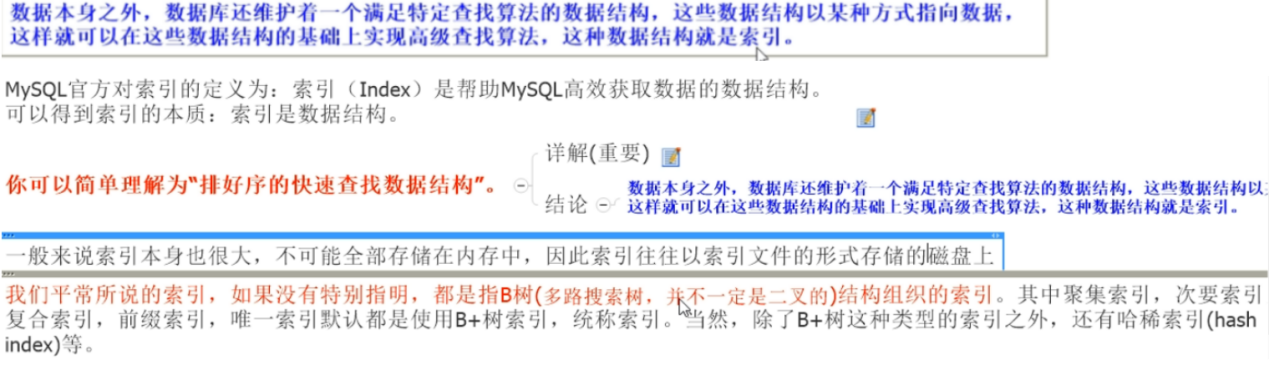 数据本身之外，数据库还维护着一个满足特定查找算法的数据结构，这些数据结构以某种方式指向数据，
这样就可以在这些数据结构的基础上实现高级查找算法，这种数据结构就是索引。
MySQL官方对索引的定义为：索引（Index）是帮助MySQL高效获取数据的数据结构。
可以得到索引的本质：索引是数据结构。
详解(重要)
你可以简单理解为“排好序的快速查找数据结构”。
结论
数据本身之外，数据库还维护着一个满足特定查找算法的数据结构，这些数据结构以
这样就可以在这些数据结构的基础上实现高级查找算法，这种数据结构就是索引。
一般来说索引本身也很大，不可能全部存储在内存中，因此索引往往以索引文件的形式存储的磁盘上
我们平常所说的索引，如果没有特别指明，都是指B树(多路搜索树，并不一定是二叉的)结构组织的索引。其中聚集索引，次要索引
复合索引，前缀索引，唯一索引默认都是使用B+树索引，统称索引。当然，除了B+树这种类型的索引之外，还有哈稀索引(hash
index)等。